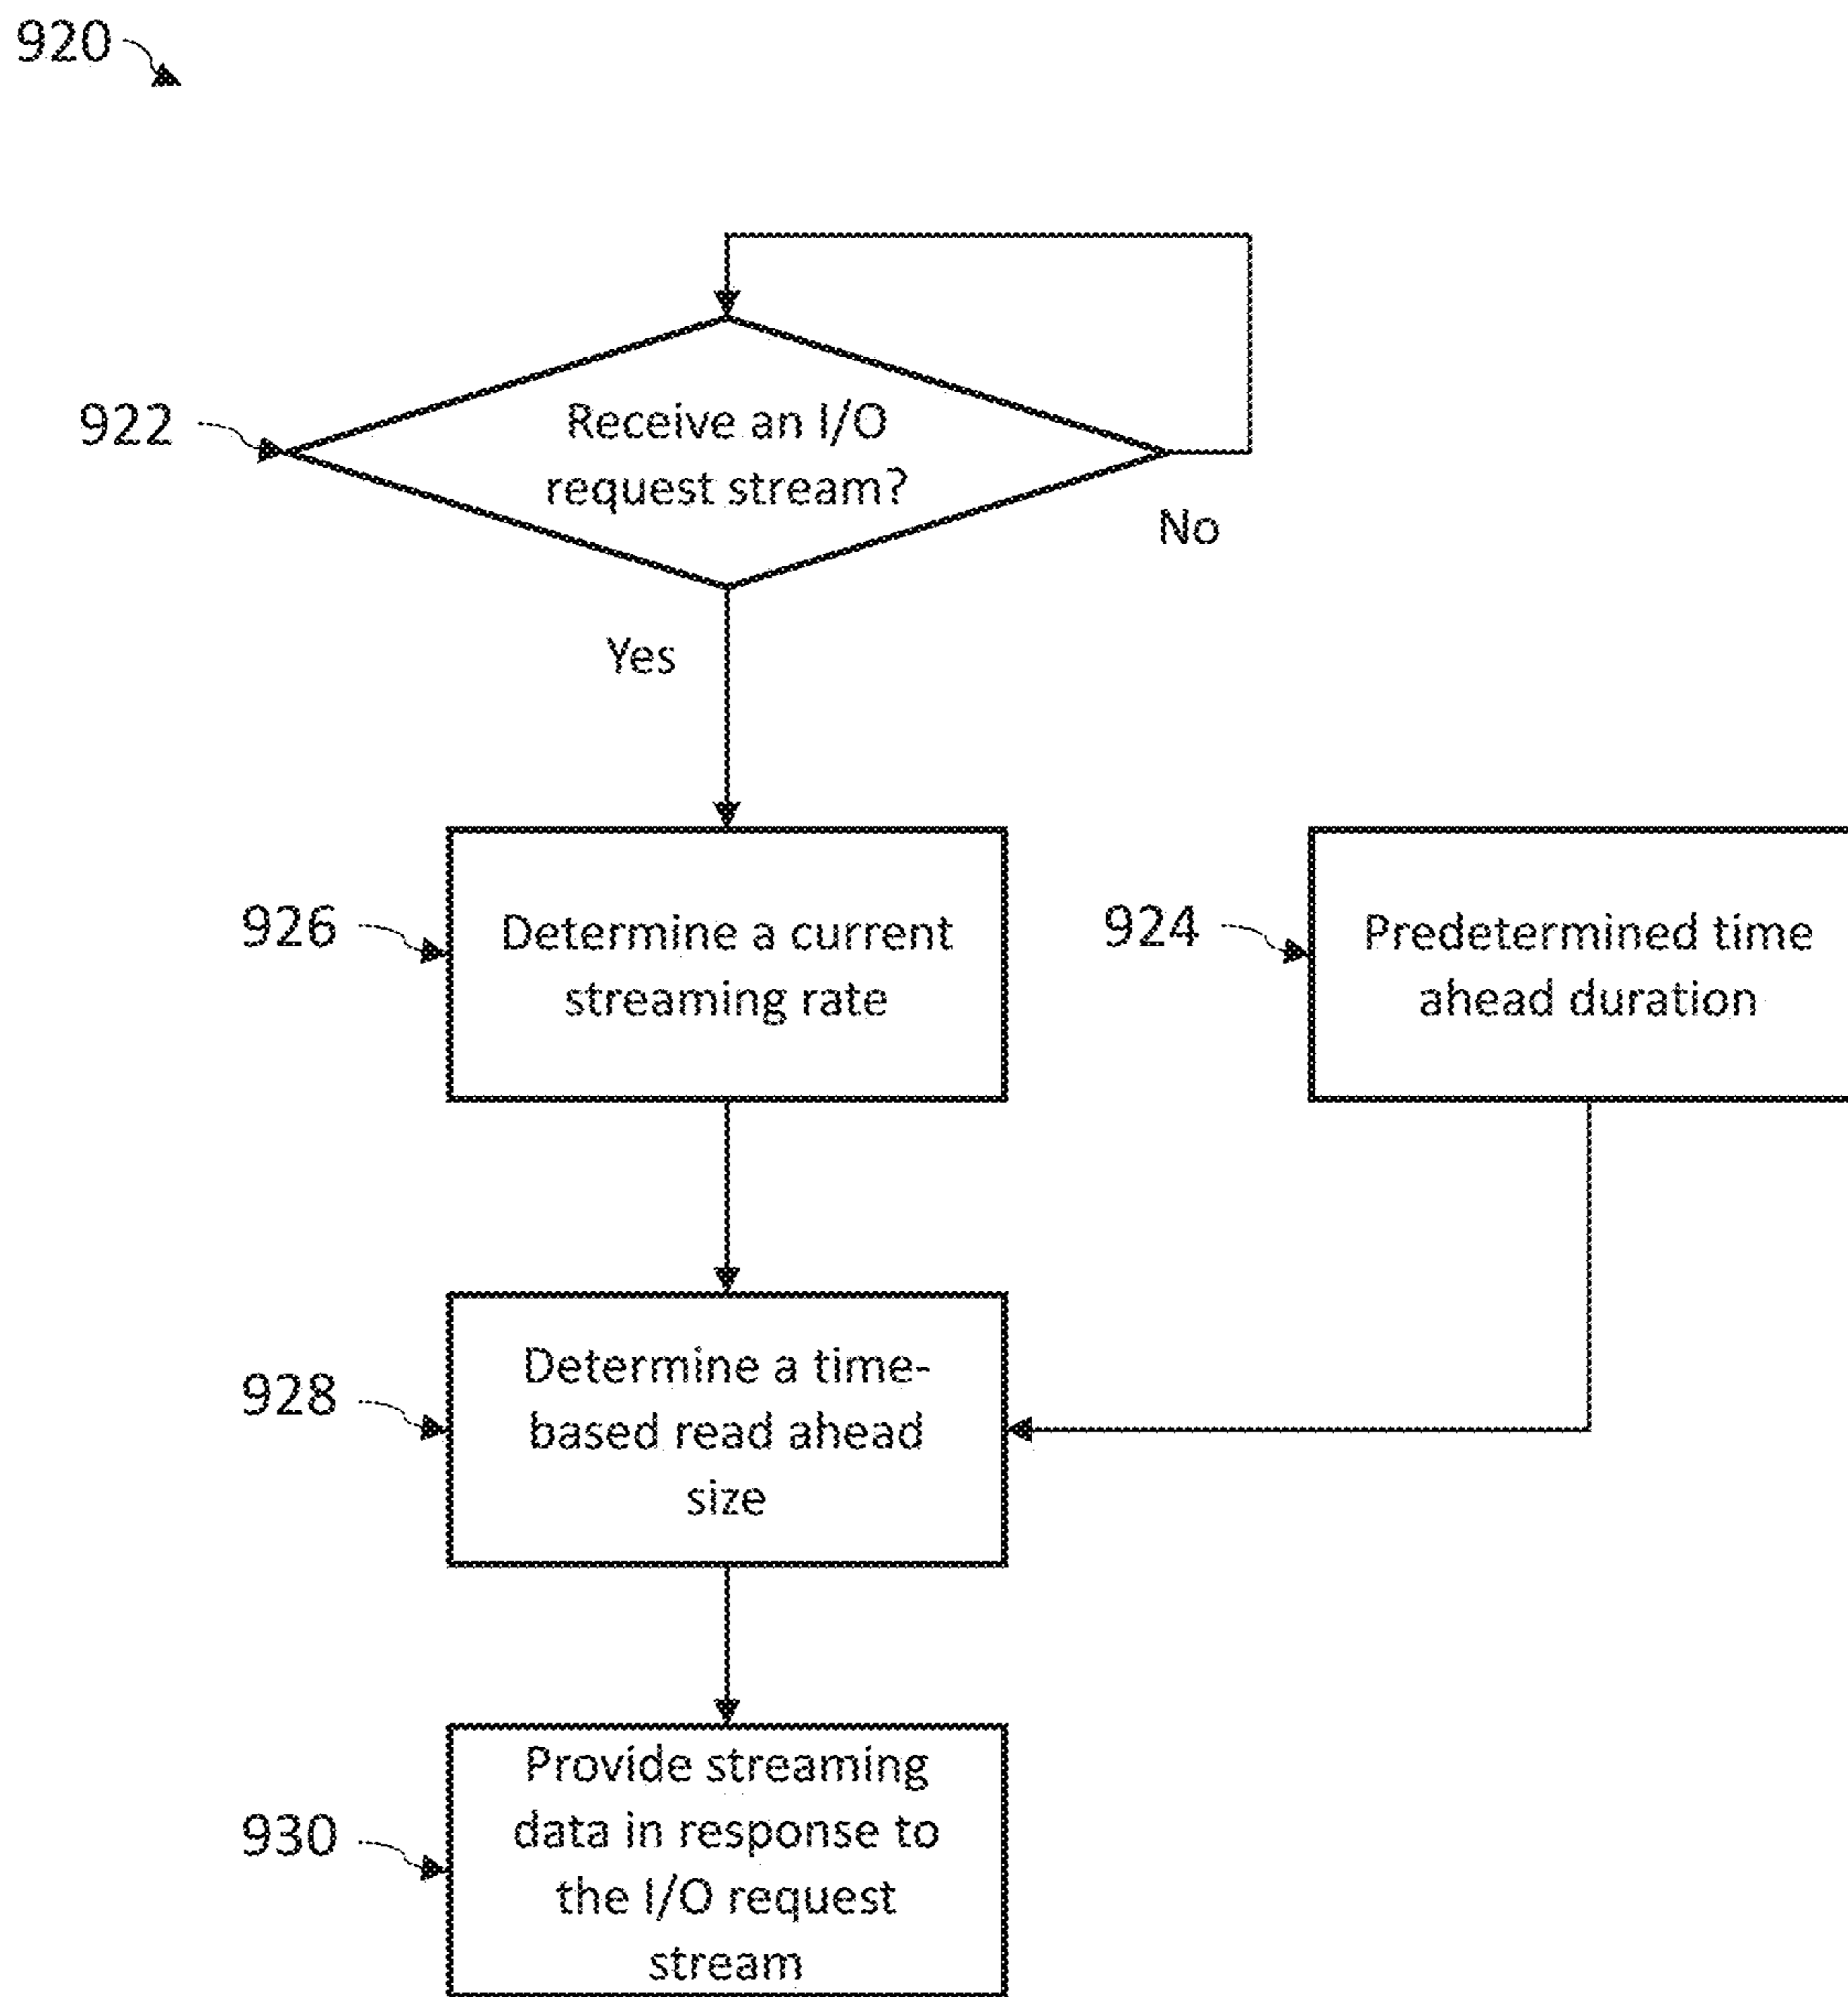 920
922
Receive an I/O
request stream?
No
Yes
926
Determine a current
streaming rate
924
Predetermined time
ahead duration
928
Determine a time-
based read ahead
size
930
Provide streaming
data in response to
the I/O request
stream